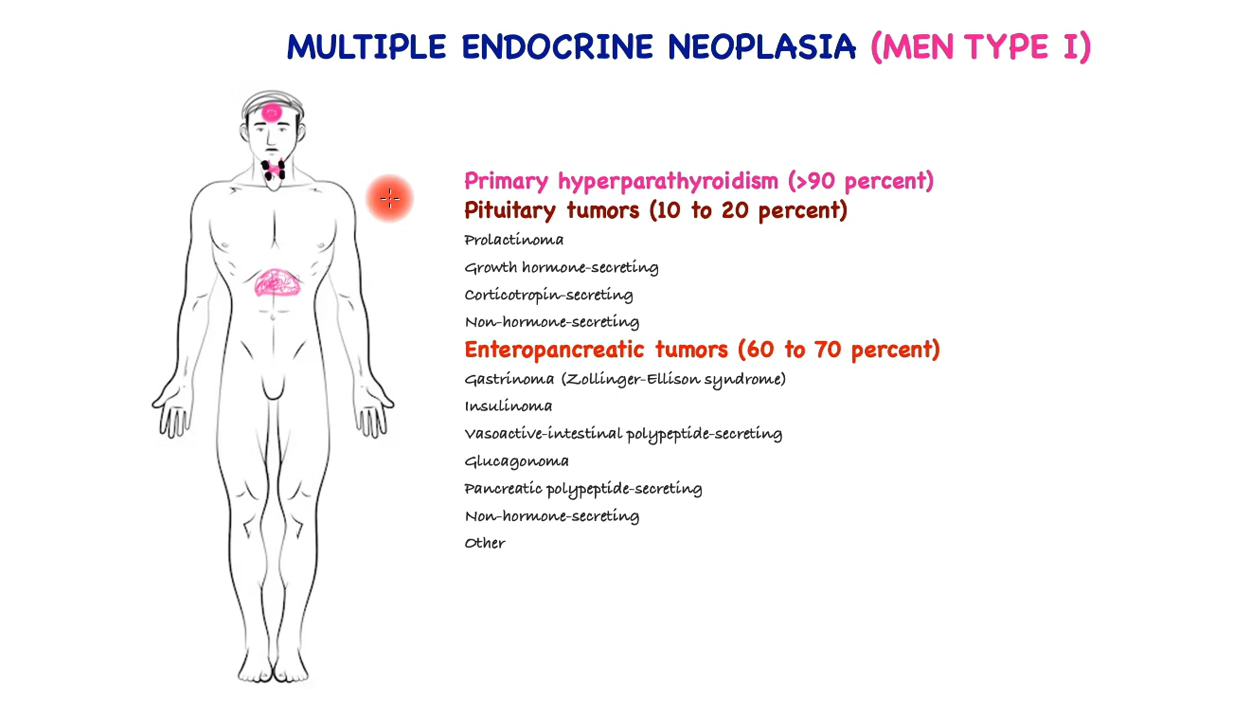 MULTIPLE ENDOCRINE NEOPLASIA (MEN TYPE I)
Primary hyperparathyroidism (>90 percent)
Pituitary tumors (10 to 20 percent)
Prolactinoma
Growth hormone-secreting
Corticotropin-secreting
Non-hormone-secreting
Enteropancreatic tumors (60 to 70 percent)
Gastrinoma (Zollinger-Ellison syndrome)
Insulinoma
Vasoactive-intestinal polypeptide-secreting
Glucagonoma
Pancreatic polypeptide-secreting
Non-hormone-secreting
Other